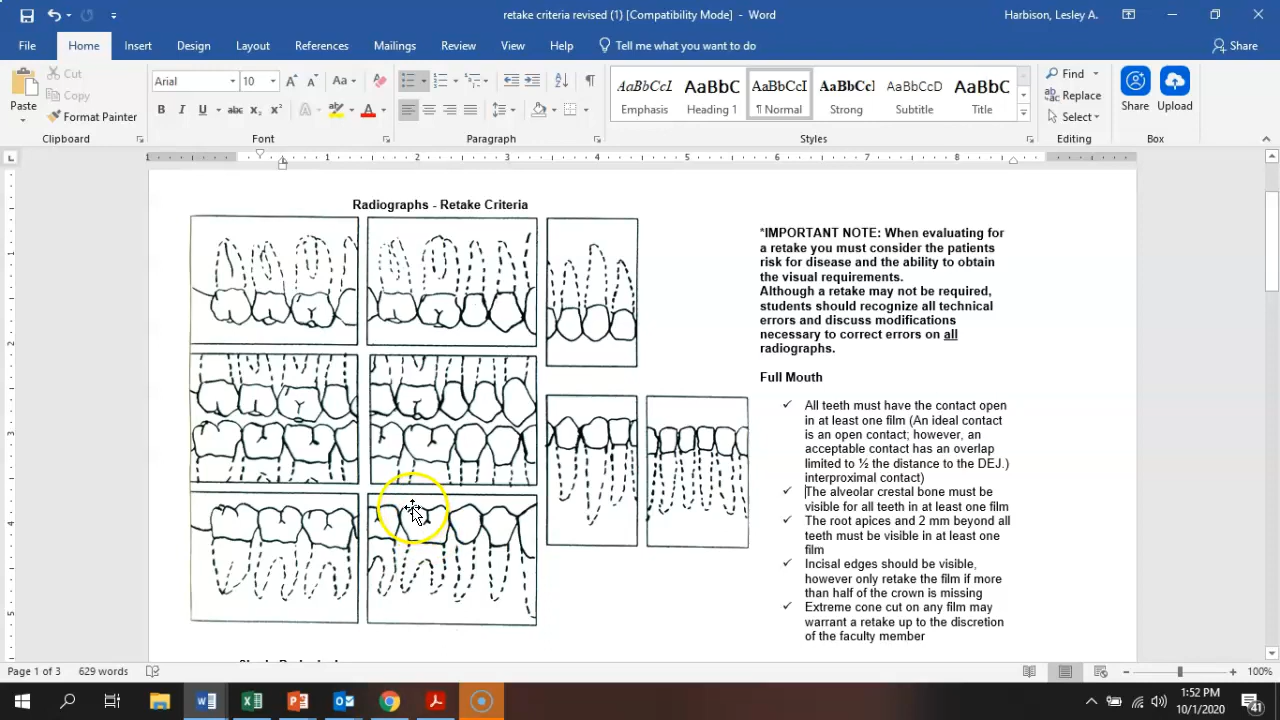 retake criteria revised (1) [Compatibility Mode] - Word
Harbison, Lesley A.
File Home Insert Design Layout References Mailings Review View Help Tell me what you want to do Share
Paste
Cut
Copy
Format Painter
Clipboard
Arial 10
Font
Paragraph
AaBbCcI AaBbC AaBbCcI AaBbCcI AaBbCcD AaBbC
Emphasis Heading 1 ¶ Normal Strong Subtitle Title
Styles
Find
Replace
Select
Editing
Share Upload
Box
1 1 2 3 4 5 6 7 8
Radiographs - Retake Criteria
*IMPORTANT NOTE: When evaluating for
a retake you must consider the patients
risk for disease and the ability to obtain
the visual requirements.
Although a retake may not be required,
students should recognize all technical
errors and discuss modifications
necessary to correct errors on all
radiographs.
Full Mouth
✓ All teeth must have the contact open
in at least one film (An ideal contact
is an open contact; however, an
acceptable contact has an overlap
limited to ½ the distance to the DEJ.)
interproximal contact)
✓ The alveolar crestal bone must be
visible for all teeth in at least one film
✓ The root apices and 2 mm beyond all
teeth must be visible in at least one
film
✓ Incisal edges should be visible,
however only retake the film if more
than half of the crown is missing
✓ Extreme cone cut on any film may
warrant a retake up to the discretion
of the faculty member
Page 1 of 3 629 words
100%
1:52 PM
10/1/2020
41